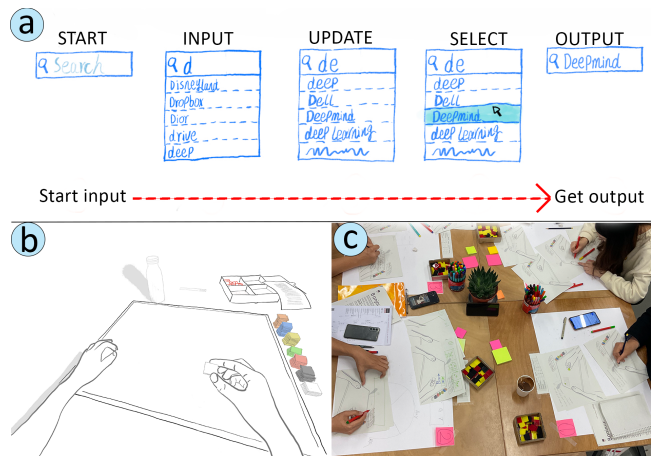 a
START INPUT UPDATE SELECT OUTPUT
Search
d
Disneyland
Dropbox
Dior
drive
deep
de
deep
Dell
Deepmind
deep learning
de
deep
Dell
Deepmind
deep learning
Deepmind
Start input Get output
b
c